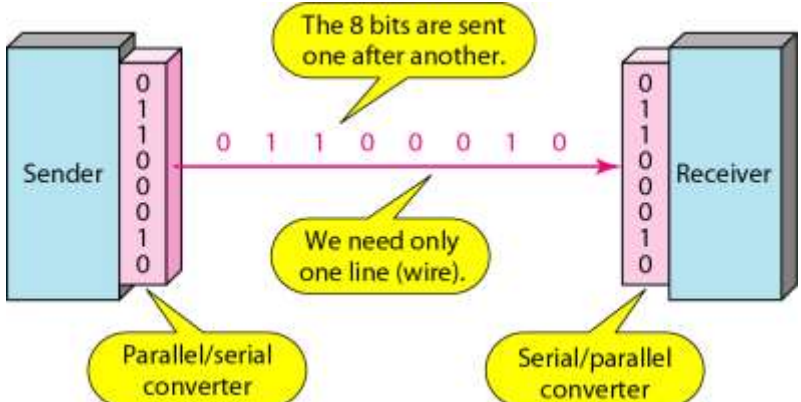 The 8 bits are sent
one after another.
0
1
1
0
0
0
1
0
0 1 1 0 0 0 1 0
0
1
1
0
0
0
1
0
Sender
Receiver
We need only
one line (wire).
Parallel/serial
converter
Serial/parallel
converter